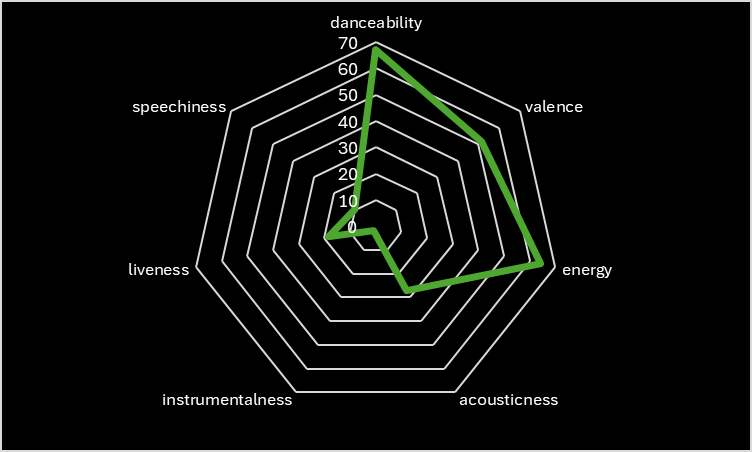 danceability
70
60
speechiness
valence
50
40
30
20
10
0
liveness
energy
instrumentalness
acousticness